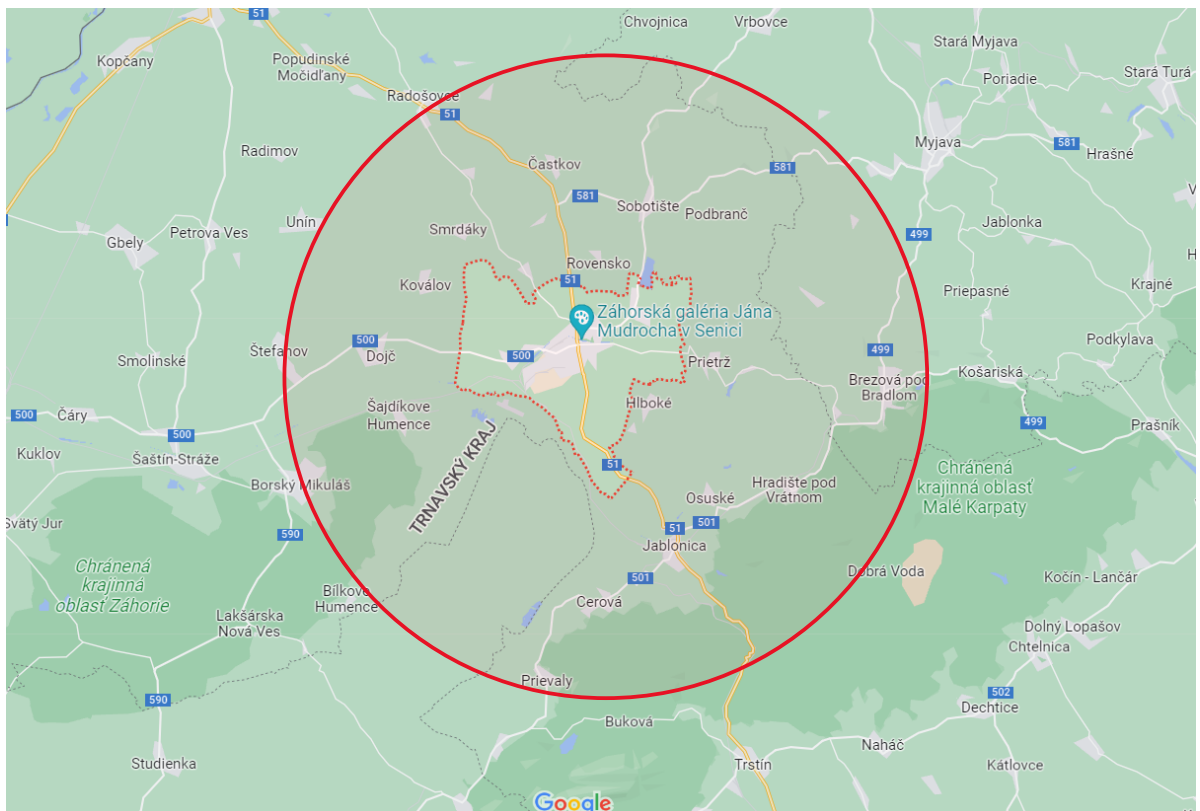 Chvojnica
Vrbovce
51
Kopčany
Popudinské
Močidľany
Stará Myjava
Poriadie
Stará Turá
Radošovce
51
Myjava
581
Hrašné
Radimov
Častkov
581
581
Sobotište
Podbranč
Unín
Smrdáky
Petrova Ves
Gbely
499
Jablonka
Rovensko
51
Koválov
Priepasné
Krajné
Záhorská galéria Jána
Mudrocha v Senici
500
Štefanov
Dojč
500
Smolinské
Prietrž
499
Podkylava
Brezová pod
Bradlom
Košariská
Šajdíkove
Humence
Hlboké
500
Čáry
500
499
Prašník
Kuklov
Šaštín-Stráže
TRNAVSKÝ KRAJ
51
Borský Mikuláš
Hradište pod
Vrátnom
Chránená
krajinná oblasť
Malé Karpaty
Osuské
Svätý Jur
590
51
501
Jablonica
Chránená
krajinná
oblasť Záhorie
501
Dobrá Voda
Kočín - Lančár
Bílkove
Humence
Cerová
Lakšárska
Nová Ves
Dolný Lopašov
Chtelnica
Prievaly
590
502
Dechtice
Buková
Naháč
Studienka
Trstín
Kátlovce
Google